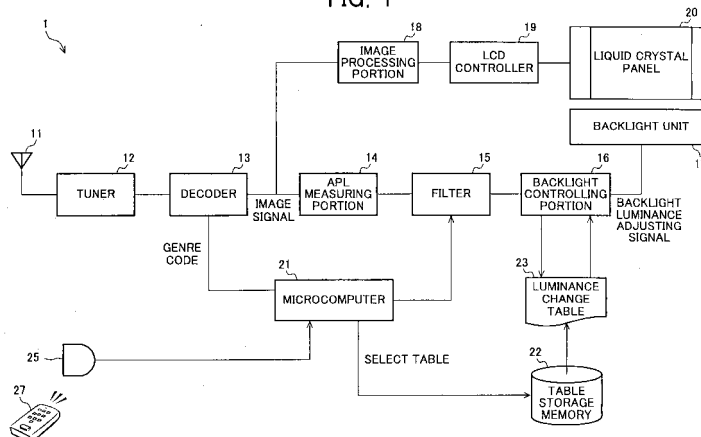 1
20
18
19
IMAGE
PROCESSING
PORTION
LCD
CONTROLLER
LIQUID CRYSTAL
PANEL
BACKLIGHT UNIT
11
12
13
14
15
16
1
TUNER
DECODER
APL
MEASURING
PORTION
FILTER
BACKLIGHT
CONTROLLING
PORTION
IMAGE
SIGNAL
BACKLIGHT
LUMINANCE
ADJUSTING
SIGNAL
GENRE
CODE
21
MICROCOMPUTER
23
LUMINANCE
CHANGE
TABLE
25
SELECT TABLE
22
TABLE
STORAGE
MEMORY
27